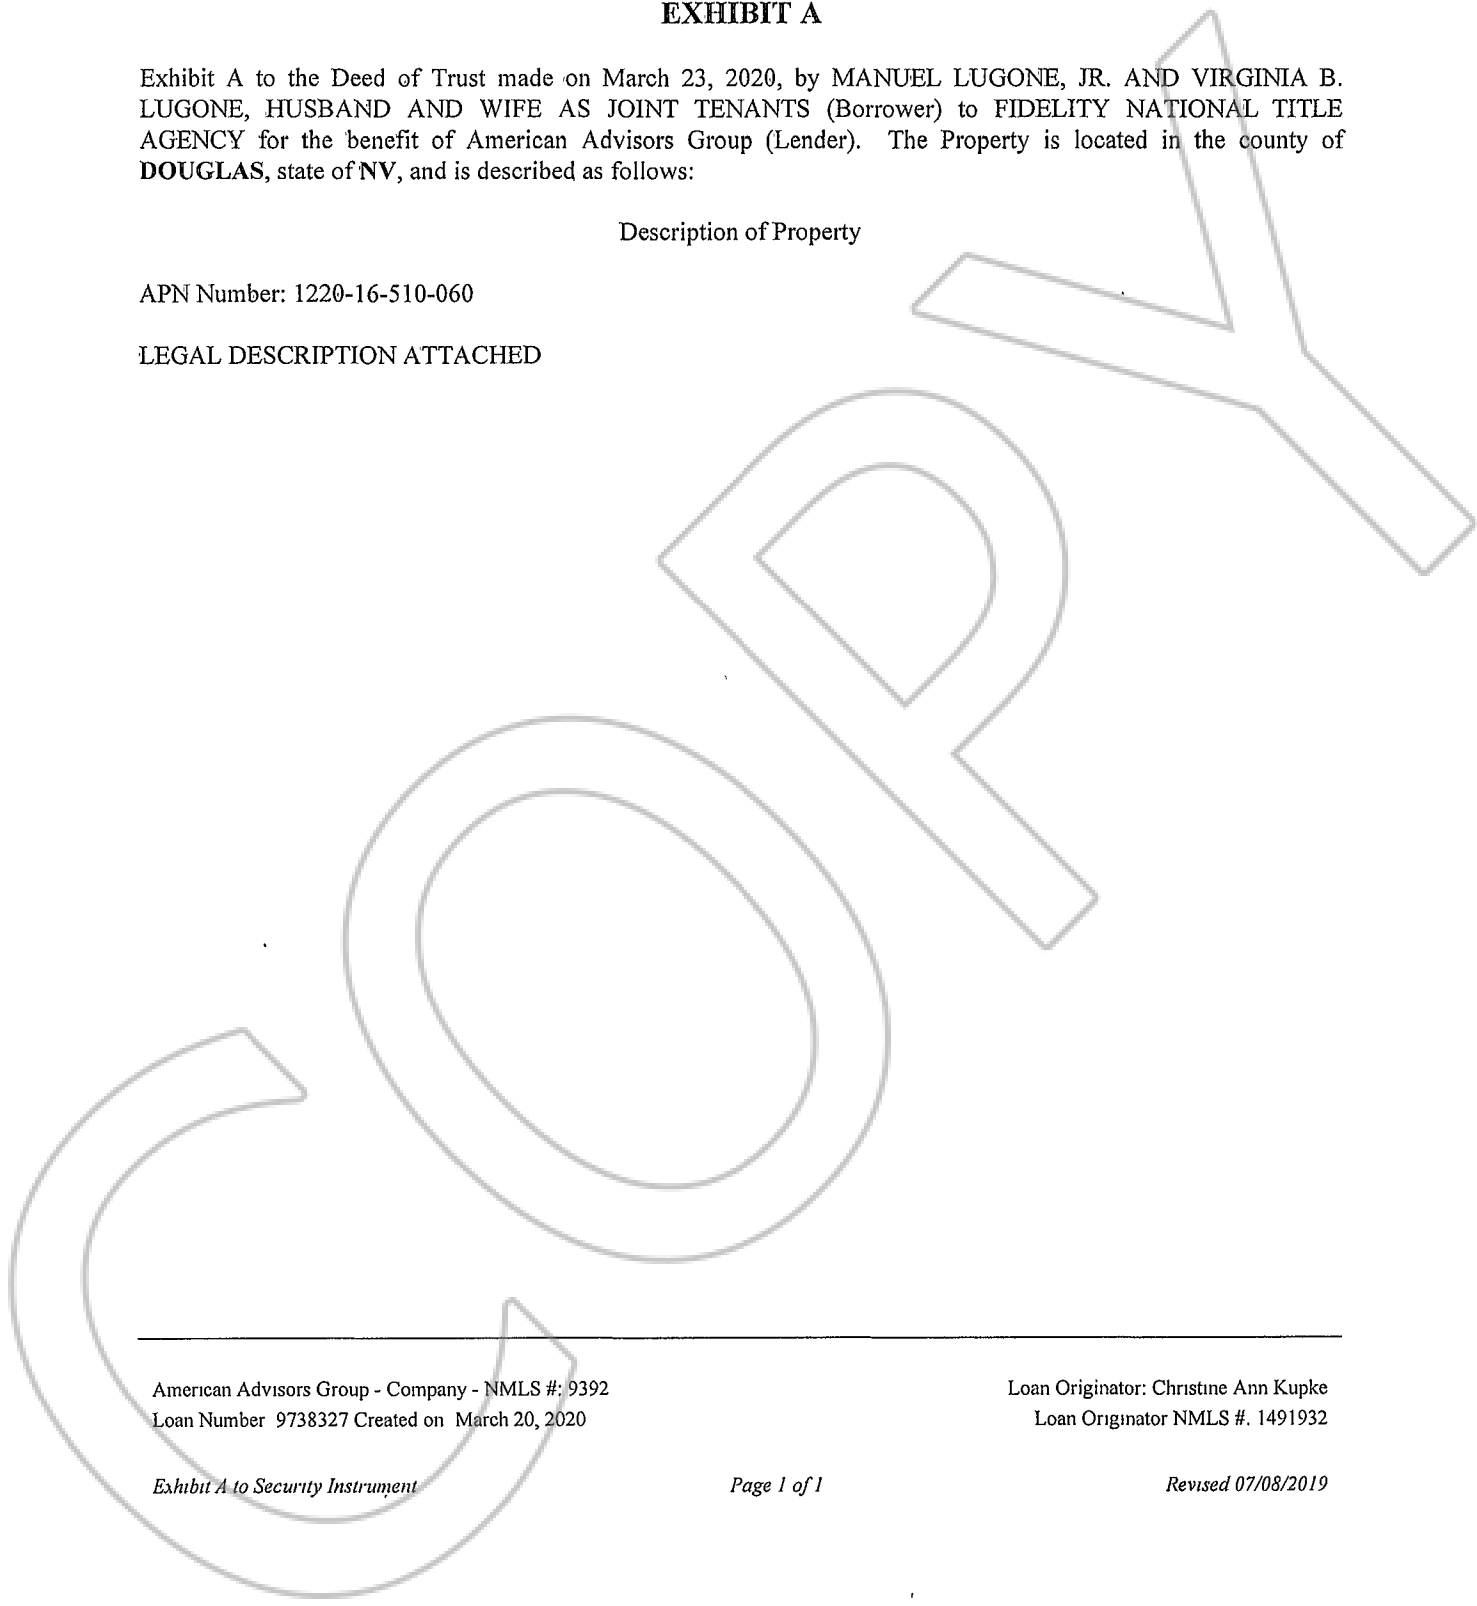 EXHIBIT A
Exhibit A to the Deed of Trust made on March 23, 2020, by MANUEL LUGONE, JR. AND VIRGINIA B.
LUGONE, HUSBAND AND WIFE AS JOINT TENANTS (Borrower) to FIDELITY NATIONAL TITLE
AGENCY for the benefit of American Advisors Group (Lender). The Property is located in the county of
DOUGLAS, state of NV, and is described as follows:
Description of Property
APN Number: 1220-16-510-060
LEGAL DESCRIPTION ATTACHED
COPY
American Advisors Group - Company - NMLS #: 9392 Loan Originator: Christine Ann Kupke
Loan Number 9738327 Created on March 20, 2020 Loan Originator NMLS #. 1491932
Exhibit A to Security Instrument Page 1 of 1 Revised 07/08/2019